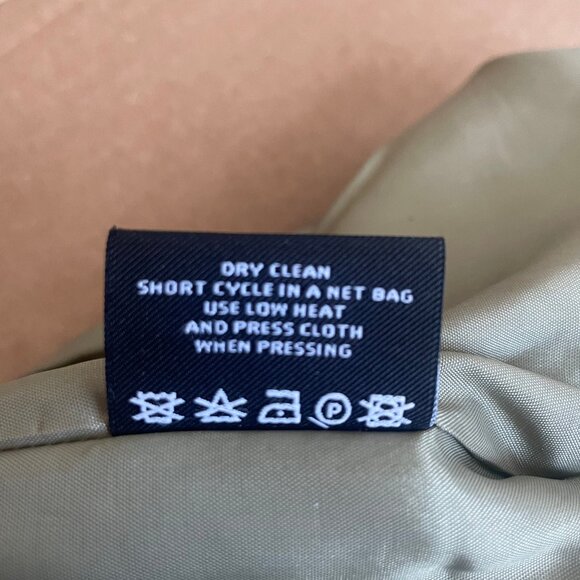 DRY CLEAN
SHORT CYCLE IN A NET BAG
USE LOW HEAT
AND PRESS CLOTH
WHEN PRESSING
P